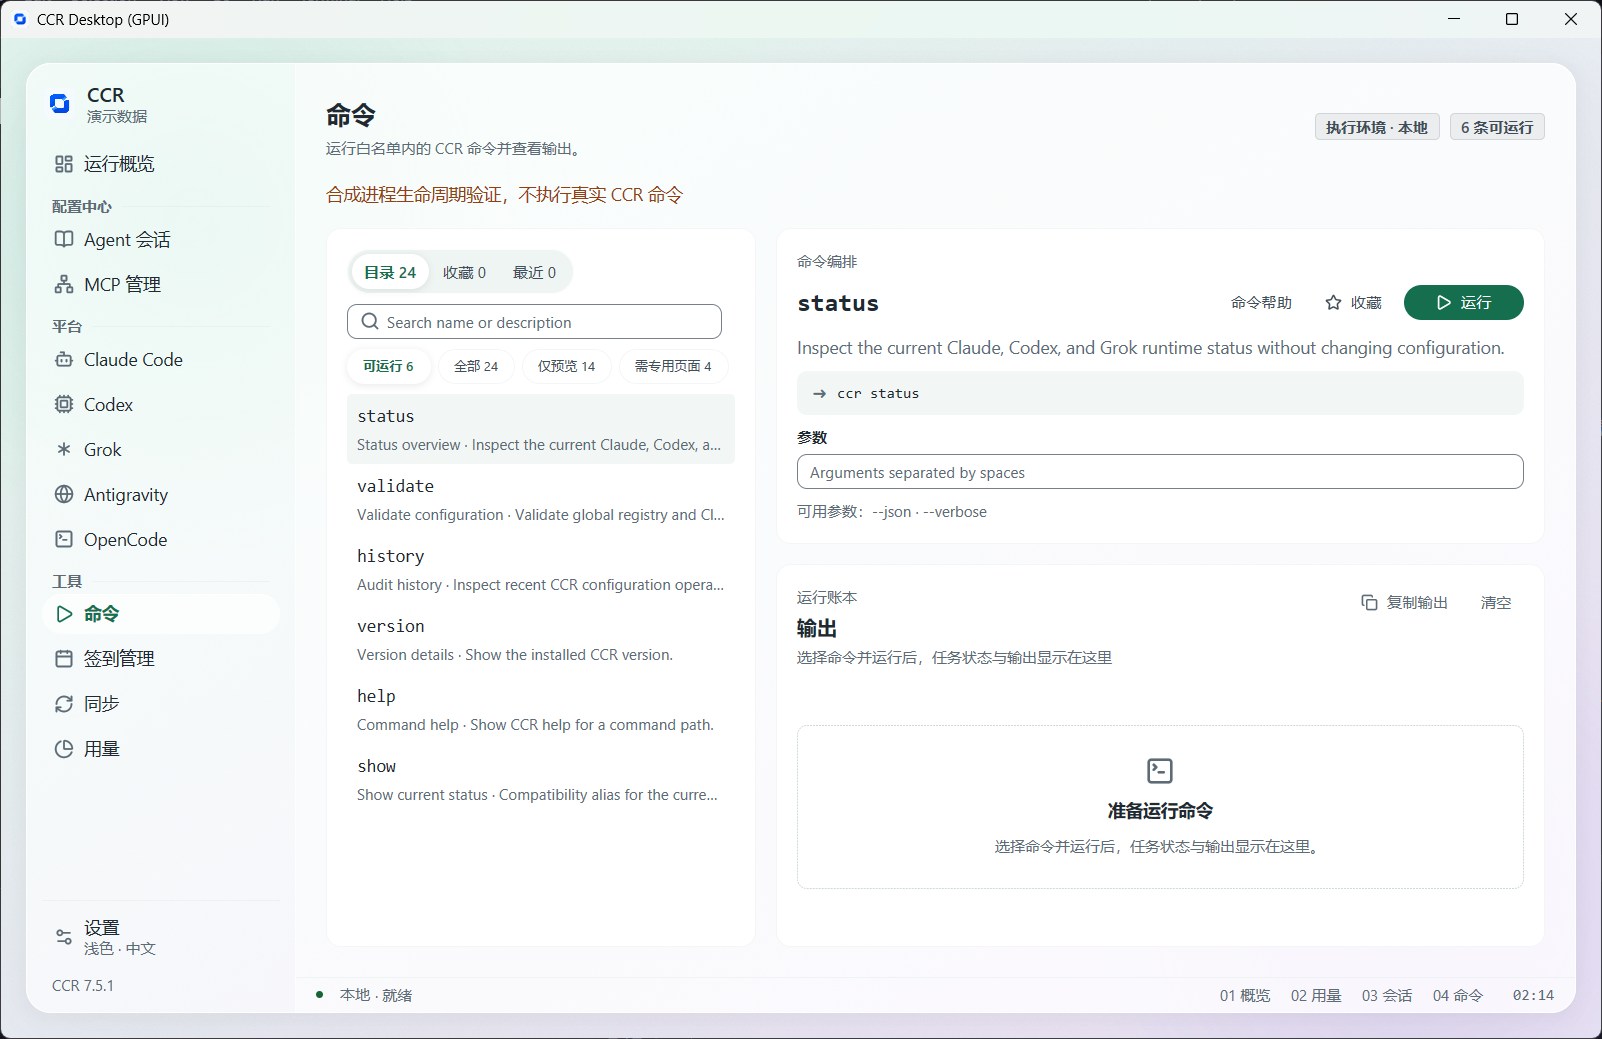 CCR Desktop (GPUI)
CCR
演示数据
运行概览
配置中心
Agent 会话
MCP 管理
平台
Claude Code
Codex
Grok
Antigravity
OpenCode
工具
命令
签到管理
同步
用量
设置
浅色 · 中文
CCR 7.5.1
命令
运行白名单内的 CCR 命令并查看输出。
执行环境 · 本地
6 条可运行
合成进程生命周期验证，不执行真实 CCR 命令
目录 24 收藏 0 最近 0
Search name or description
可运行 6 全部 24 仅预览 14 需专用页面 4
status
Status overview · Inspect the current Claude, Codex, a...
validate
Validate configuration · Validate global registry and Cl...
history
Audit history · Inspect recent CCR configuration opera...
version
Version details · Show the installed CCR version.
help
Command help · Show CCR help for a command path.
show
Show current status · Compatibility alias for the curre...
命令编排
status
命令帮助 收藏 运行
Inspect the current Claude, Codex, and Grok runtime status without changing configuration.
→ ccr status
参数
Arguments separated by spaces
可用参数：--json · --verbose
运行账本
输出
复制输出 清空
选择命令并运行后，任务状态与输出显示在这里
准备运行命令
选择命令并运行后，任务状态与输出显示在这里。
本地 · 就绪
01 概览 02 用量 03 会话 04 命令 02:14